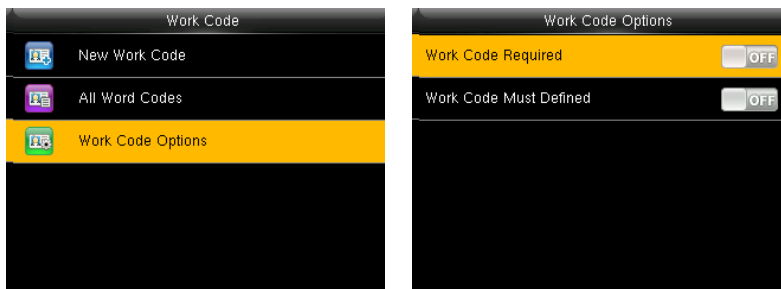 Work Code
New Work Code
All Word Codes
Work Code Options
Work Code Options
Work Code Required
OFF
Work Code Must Defined
OFF